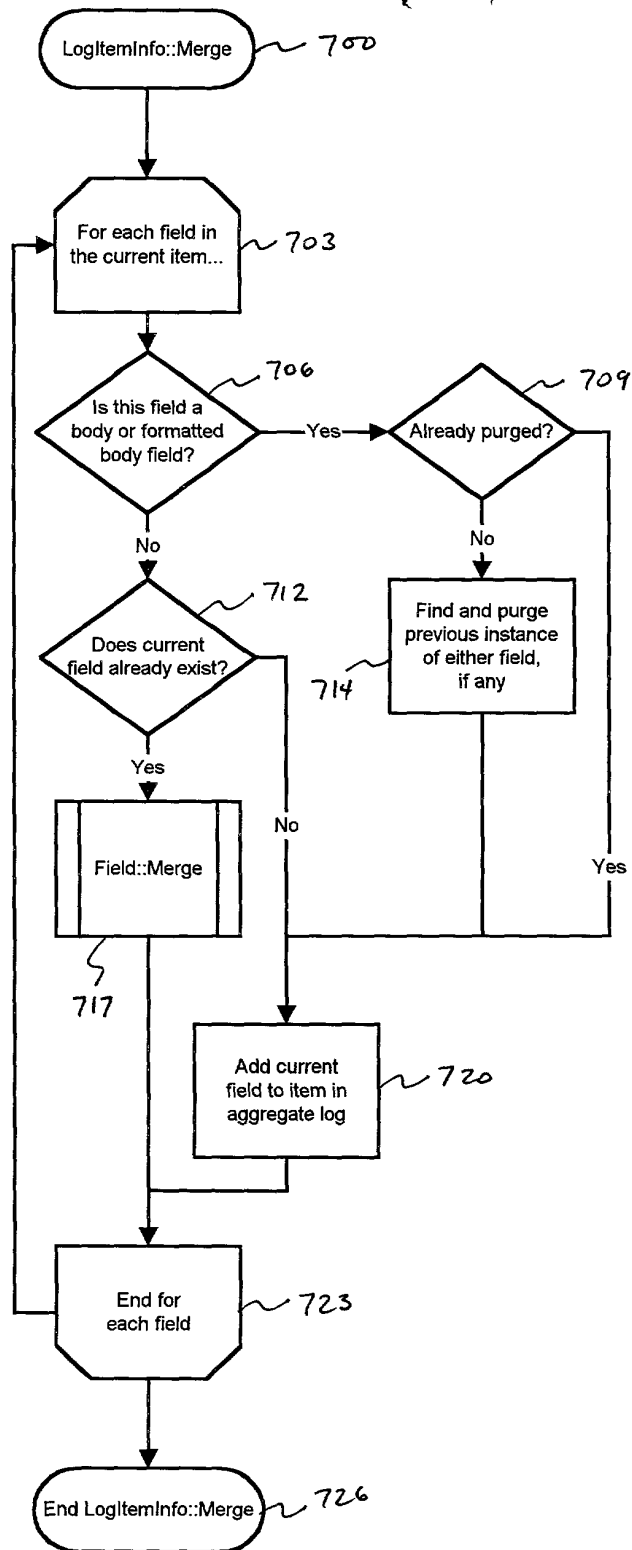 LogItemInfo::Merge
700
For each field in
the current item...
703
706
709
Is this field a
body or formatted
body field?
Yes
Already purged?
No
No
712
Does current
field already exist?
Find and purge
previous instance
of either field,
if any
714
Yes
No
Field::Merge
Yes
717
Add current
field to item in
aggregate log
720
End for
each field
723
End LogItemInfo::Merge
726